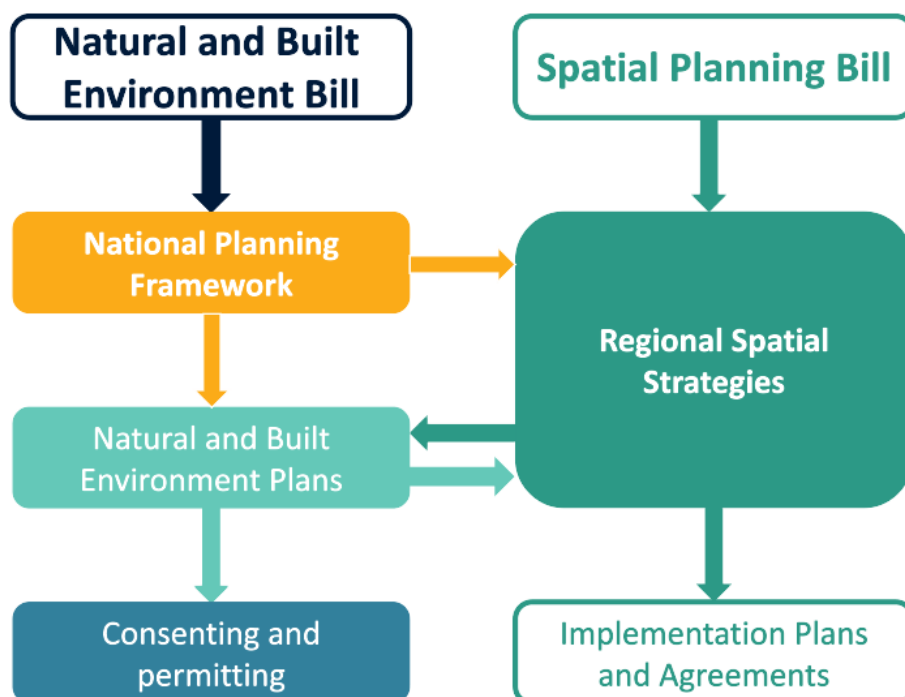 Natural and Built
Environment Bill
Spatial Planning Bill
National Planning
Framework
Regional Spatial
Strategies
Natural and Built
Environment Plans
Consenting and
permitting
Implementation Plans
and Agreements